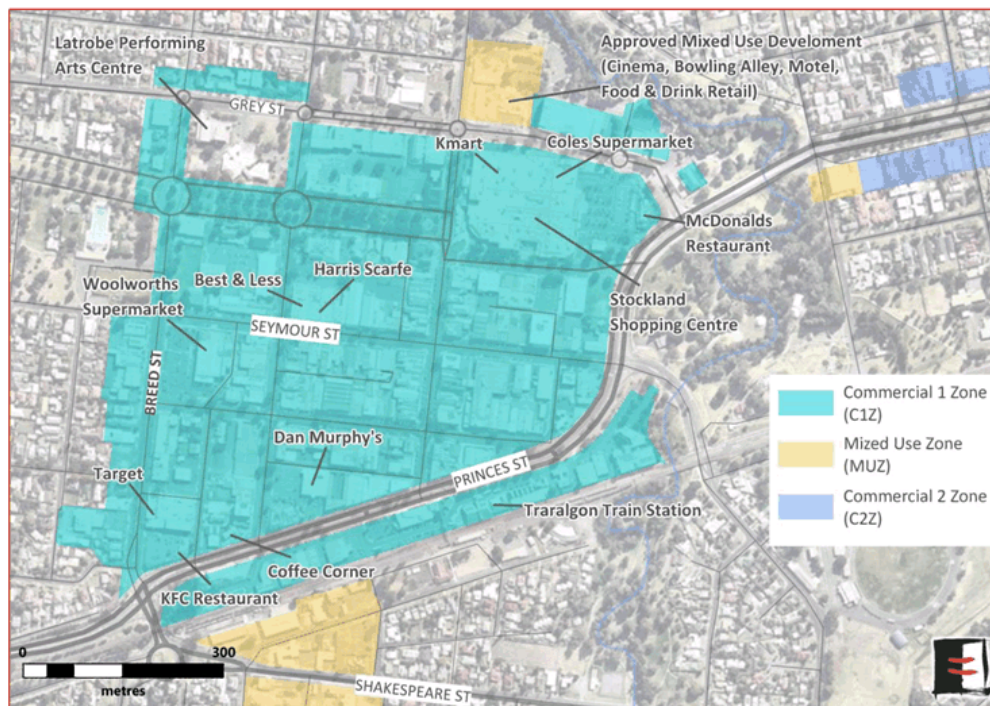 Latrobe Performing
Arts Centre
GREY ST
Approved Mixed Use Develoment
(Cinema, Bowling Alley, Motel,
Food & Drink Retail)
Kmart
Coles Supermarket
McDonalds
Restaurant
Harris Scarfe
Best & Less
Woolworths
Supermarket
Stockland
Shopping Centre
SEYMOUR ST
BREED ST
Commercial 1 Zone
(C1Z)
Mized Use Zone
(MUZ)
Commercial 2 Zone
(C2Z)
Dan Murphy's
PRINCES ST
Target
Traralgon Train Station
Coffee Corner
KFC Restaurant
0 300
metres
SHAKESPEARE ST